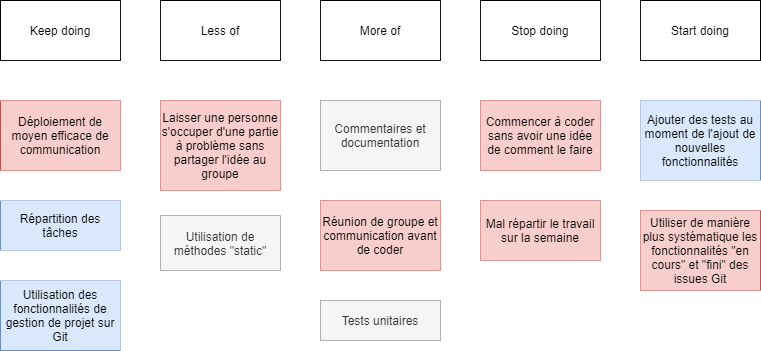 Keep doing
Less of
More of
Stop doing
Start doing
Déploiement de
moyen efficace de
communication
Répartition des
tâches
Utilisation des
fonctionnalités de
gestion de projet sur
Git
Laisser une personne
s'occuper d'une partie
à problème sans
partager l'idée au
groupe
Utilisation de
méthodes "static"
Commentaires et
documentation
Réunion de groupe et
communication avant
de coder
Tests unitaires
Commencer à coder
sans avoir une idée
de comment le faire
Mal répartir le travail
sur la semaine
Ajouter des tests au
moment de l'ajout de
nouvelles
fonctionnalités
Utiliser de manière
plus systématique les
fonctionnalités "en
cours" et "fini" des
issues Git